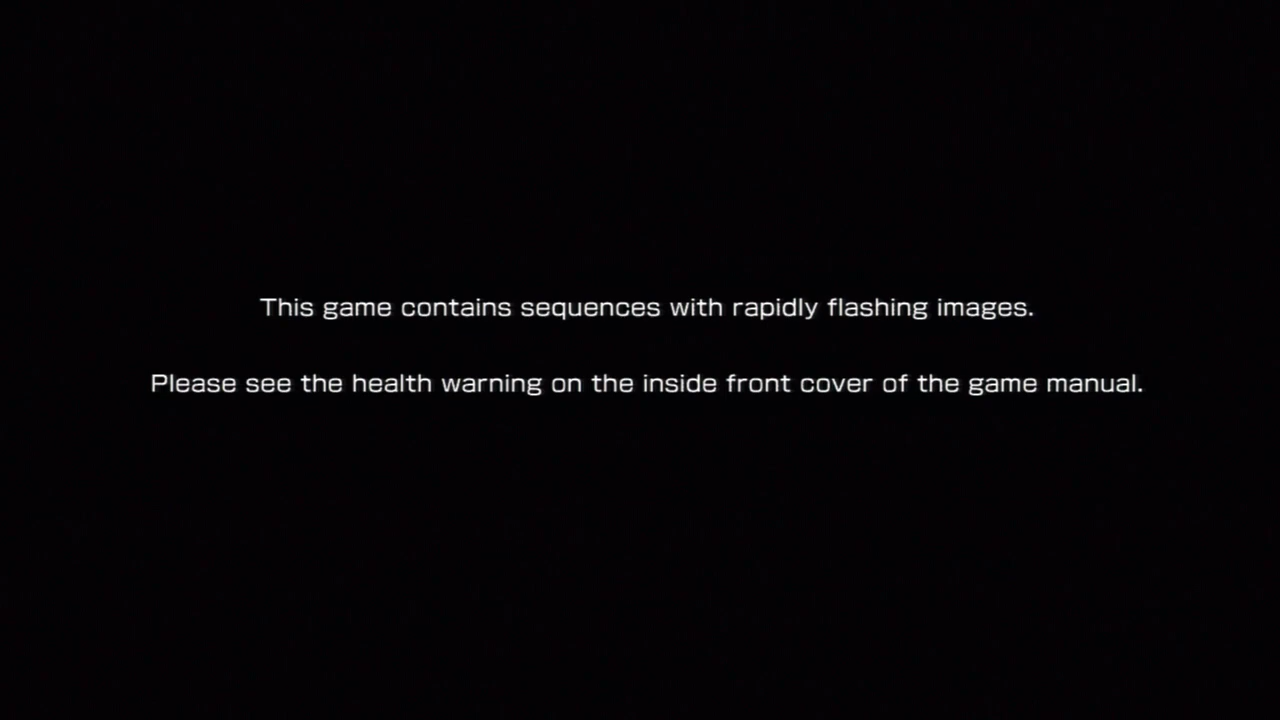 This game contains sequences with rapidly flashing images.
Please see the health warning on the inside front cover of the game manual.